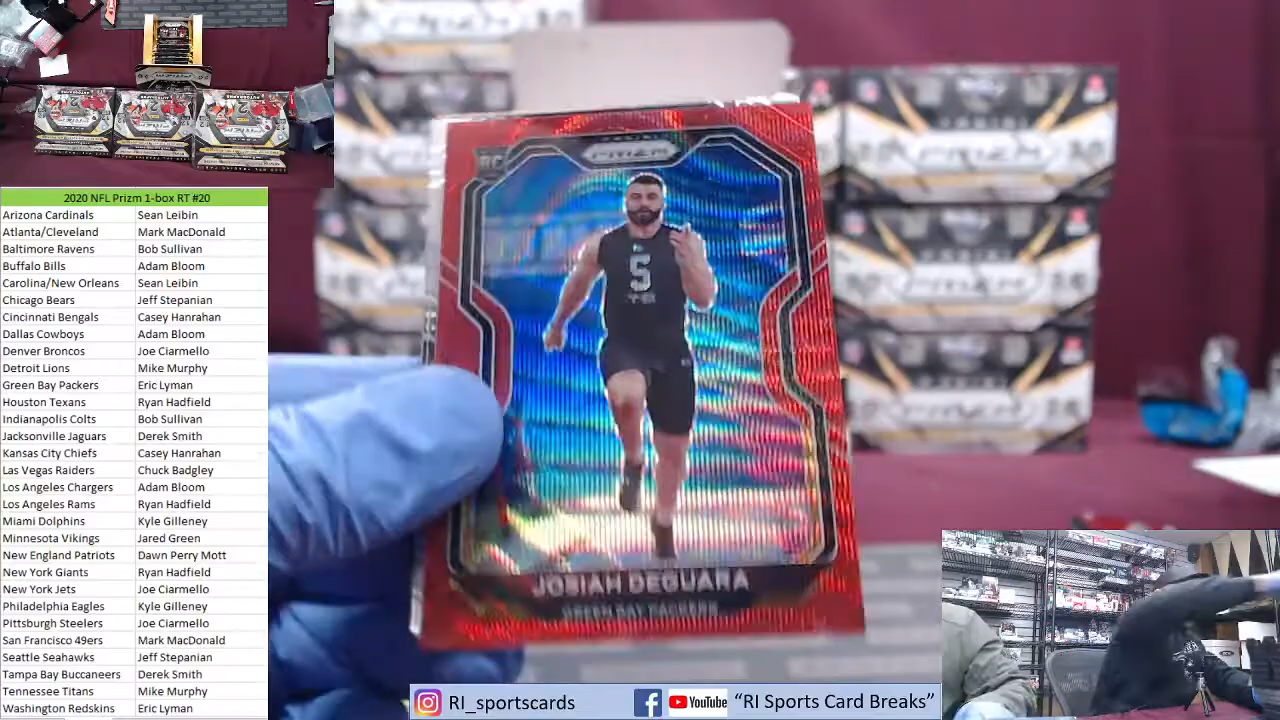 2020 NFL Prizm 1-box RT #20
Arizona Cardinals Sean Leibin
Atlanta/Cleveland Mark MacDonald
Baltimore Ravens Bob Sullivan
Buffalo Bills Adam Bloom
Carolina/New Orleans Sean Leibin
Chicago Bears Jeff Stepanian
Cincinnati Bengals Casey Hanrahan
Dallas Cowboys Adam Bloom
Denver Broncos Joe Ciarmello
Detroit Lions Mike Murphy
Green Bay Packers Eric Lyman
Houston Texans Ryan Hadfield
Indianapolis Colts Bob Sullivan
Jacksonville Jaguars Derek Smith
Kansas City Chiefs Casey Hanrahan
Las Vegas Raiders Chuck Badgley
Los Angeles Chargers Adam Bloom
Los Angeles Rams Ryan Hadfield
Miami Dolphins Kyle Gilleney
Minnesota Vikings Jared Green
New England Patriots Dawn Perry Mott
New York Giants Ryan Hadfield
New York Jets Joe Ciarmello
Philadelphia Eagles Kyle Gilleney
Pittsburgh Steelers Joe Ciarmello
San Francisco 49ers Mark MacDonald
Seattle Seahawks Jeff Stepanian
Tampa Bay Buccaneers Derek Smith
Tennessee Titans Mike Murphy
Washington Redskins Eric Lyman
RC
PRIZM
5
JOSIAH DEGUARA
GREEN BAY PACKERS
RI_sportscards
YouTube
"RI Sports Card Breaks"